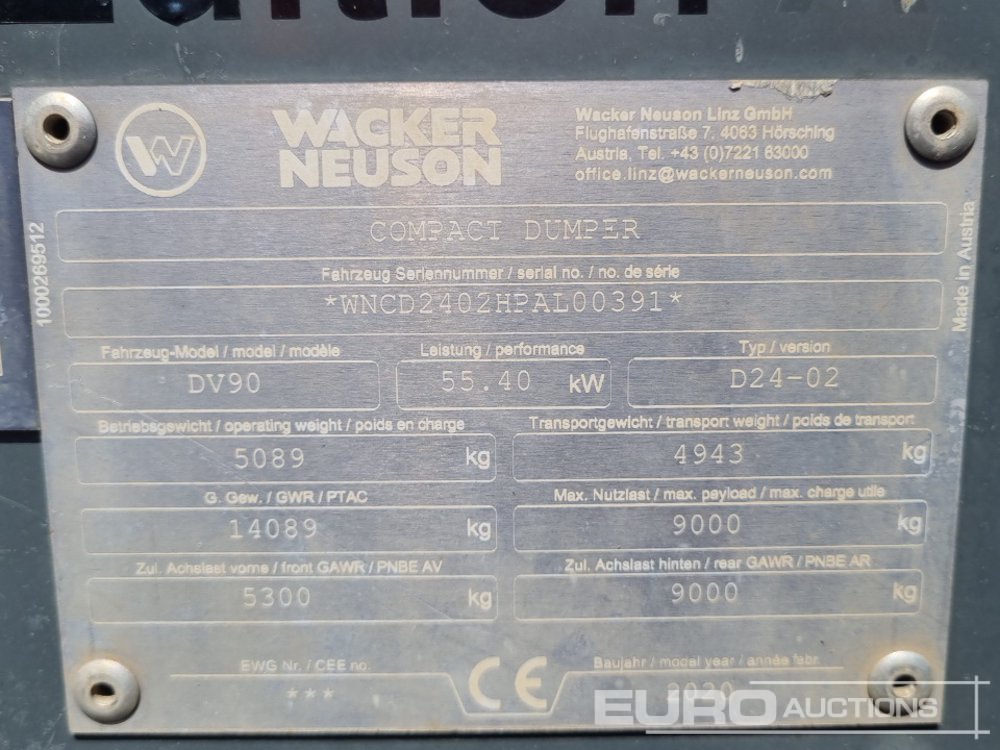 WACKER
NEUSON
Wacker Neuson Linz GmbH
Flughafenstraße 7, 4063 Hörsching
Austria, Tel. +43 (0)7221 63000
office.linz@wackerneuson.com
COMPACT DUMPER
Fahrzeug Seriennummer / serial no. / no. de série
*WNCD2402HPAL00391*
1000269512
Made in Austria
Fahrzeug-Model / model / modèle
Leistung / performance
Typ / version
DV90
55.40 kW
D24-02
Betriebsgewicht / operating weight / poids en charge
Transportgewicht / transport weight / poids de transport
5089 kg
4943 kg
G. Gew. / GWR / PTAC
Max. Nutzlast / max. payload / max. charge utile
14089 kg
9000 kg
Zul. Achslast vorne / front GAWR / PNBE AV
Zul. Achslast hinten / rear GAWR / PNBE AR
5300 kg
9000 kg
EWG Nr. / CEE no.
CE
Baujahr / model year / année fabr.
***
2020
EURO AUCTIONS